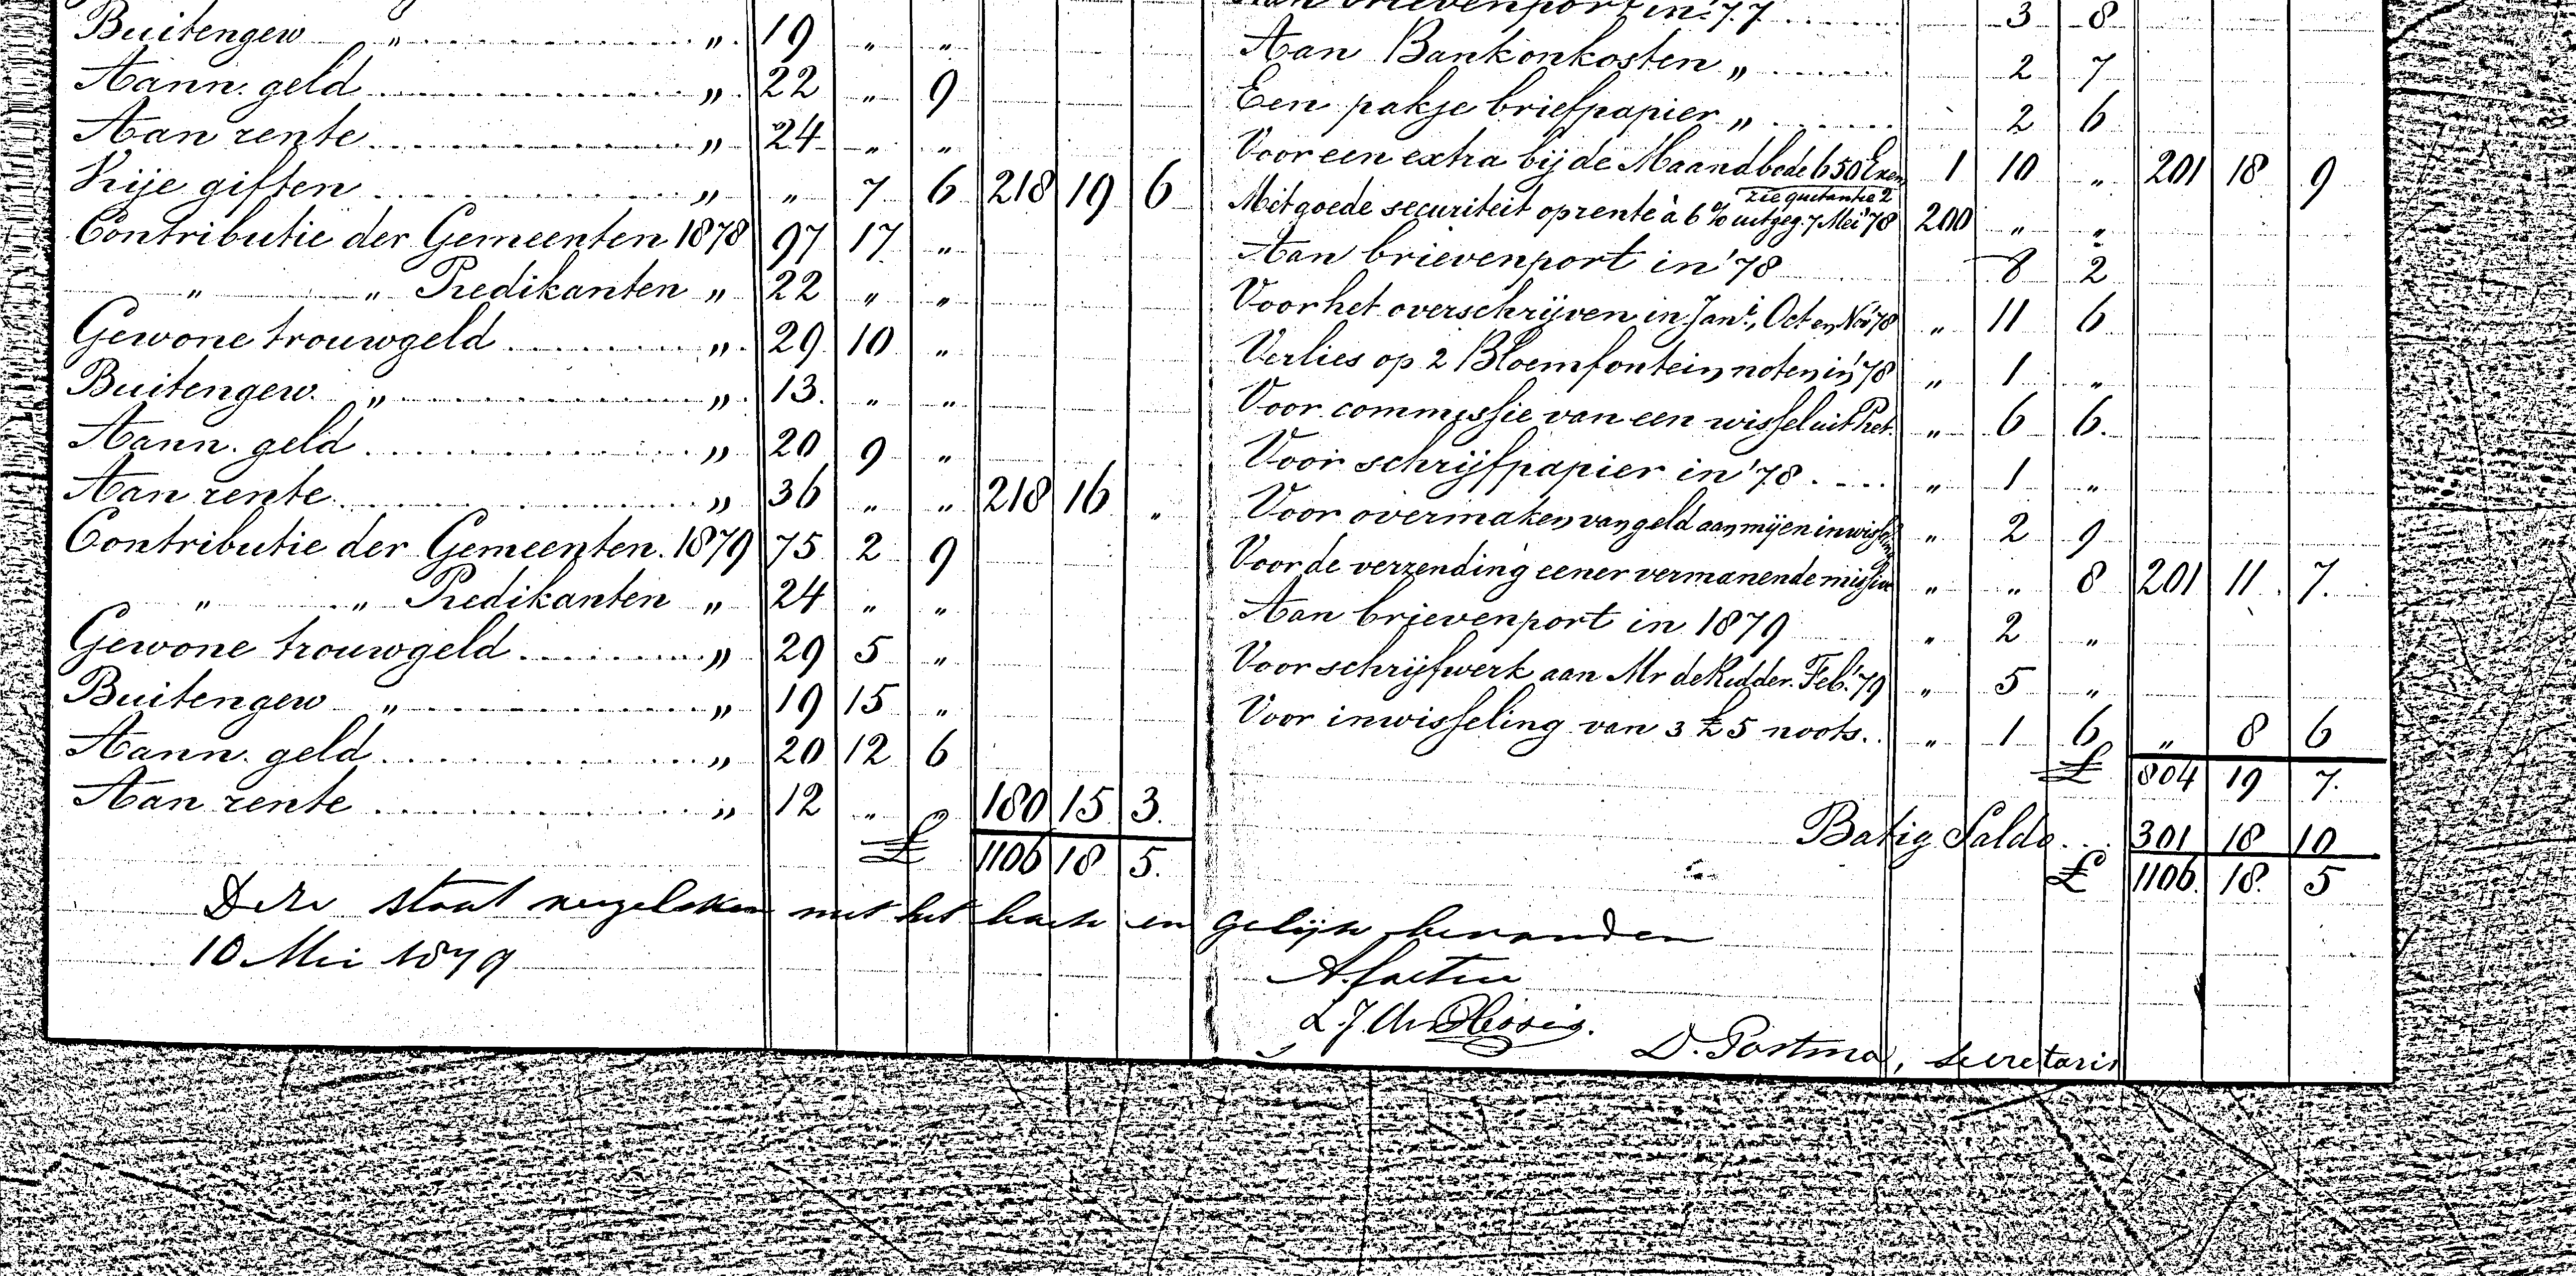 Buitengew „ „ 19 „ „
Aann. geld „ 22 „ 9
Aan rente „ 24 „ „
Vrije giften „ „ 7 6 218 19 6
Contributie der Gemeenten 1878 97 17 „
„ „ Predikanten „ 22 „ „
Gewone trouwgeld „ 29 10 „
Buitengew. „ „ 13. „ „
Aann. geld „ 20 9 „
Aan rente „ 36 „ „ 218 16 „
Contributie der Gemeenten. 1879 75 2 9
„ „ Predikanten „ 24 „ „
Gewone trouwgeld „ 29 5 „
Buitengew „ „ 19 15 „
Aann. geld „ 20 12 6
Aan rente „ 12 „ „ 180 15 3.
£ 1106 18 5.
Aan brievenport in '77 3 8
Aan Bankonkosten „ 2 7
Een pakje briefpapier „ 2 6
Voor een extra bij de Maandbode 650 Exem 1 10 „ 201 18 9
zie quitantie 2
Met goede securiteit op rente à 6 % uitgeg. 7 Mei '78 200 „ „
Aan brievenport in '78 8 2
Voor het overschrijven in Jan., Oct en Nov '78 „ 11 6
Verlies op 2 Bloemfontein noten in '78 „ 1 „
Voor commissie van een wissel uit Pret. „ 6 6.
Voor schrijfpapier in '78 „ 1 „
Voor overmaken van geld aan mij en inwisseling „ 2 9
Voor de verzending eener vermanende missive „ „ 8 201 11 7.
Aan brievenport in 1879 „ 2 „
Voor schrijfwerk aan Mr de Ridder. Feb. '79 „ 5 „
Voor inwisseling van 3 £5 noots. „ 1 6 „ 8 6
£ 804 19 7.
Batig Saldo 301 18 10
£ 1106. 18. 5
Deze staat vergeleken met het boek en gelijk bevonden
10 Mei 1879
L. J. du Plessis.
D. Postma, secretaris